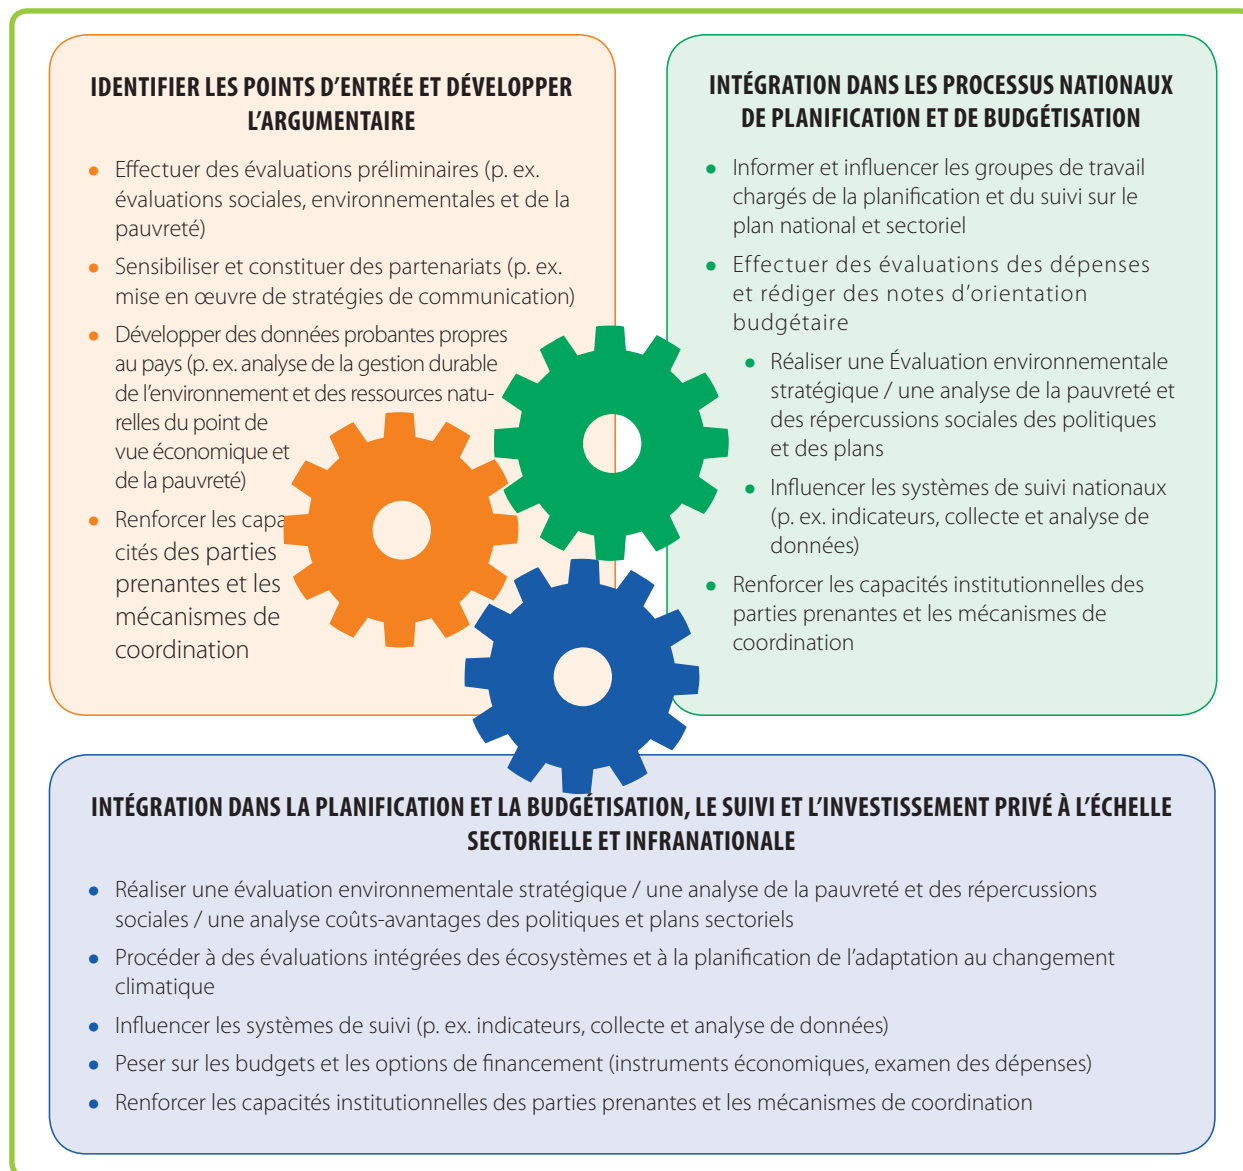 IDENTIFIER LES POINTS D'ENTRÉE ET DÉVELOPPER
L'ARGUMENTAIRE
• Effectuer des évaluations préliminaires (p. ex.
évaluations sociales, environnementales et de la
pauvreté)
• Sensibiliser et constituer des partenariats (p. ex.
mise en œuvre de stratégies de communication)
• Développer des données probantes propres
au pays (p. ex. analyse de la gestion durable
de l'environnement et des ressources natu-
relles du point de
vue économique et
de la pauvreté)
• Renforcer les capa
cités des parties
prenantes et les
mécanismes de
coordination
INTÉGRATION DANS LES PROCESSUS NATIONAUX
DE PLANIFICATION ET DE BUDGÉTISATION
• Informer et influencer les groupes de travail
chargés de la planification et du suivi sur le
plan national et sectoriel
• Effectuer des évaluations des dépenses
et rédiger des notes d'orientation
budgétaire
• Réaliser une Évaluation environnementale
stratégique / une analyse de la pauvreté et
des répercussions sociales des politiques
et des plans
• Influencer les systèmes de suivi nationaux
(p. ex. indicateurs, collecte et analyse de
données)
• Renforcer les capacités institutionnelles des
parties prenantes et les mécanismes de
coordination
INTÉGRATION DANS LA PLANIFICATION ET LA BUDGÉTISATION, LE SUIVI ET L'INVESTISSEMENT PRIVÉ À L'ÉCHELLE
SECTORIELLE ET INFRANATIONALE
• Réaliser une évaluation environnementale stratégique / une analyse de la pauvreté et des répercussions
sociales / une analyse coûts-avantages des politiques et plans sectoriels
• Procéder à des évaluations intégrées des écosystèmes et à la planification de l'adaptation au changement
climatique
• Influencer les systèmes de suivi (p. ex. indicateurs, collecte et analyse de données)
• Peser sur les budgets et les options de financement (instruments économiques, examen des dépenses)
• Renforcer les capacités institutionnelles des parties prenantes et les mécanismes de coordination